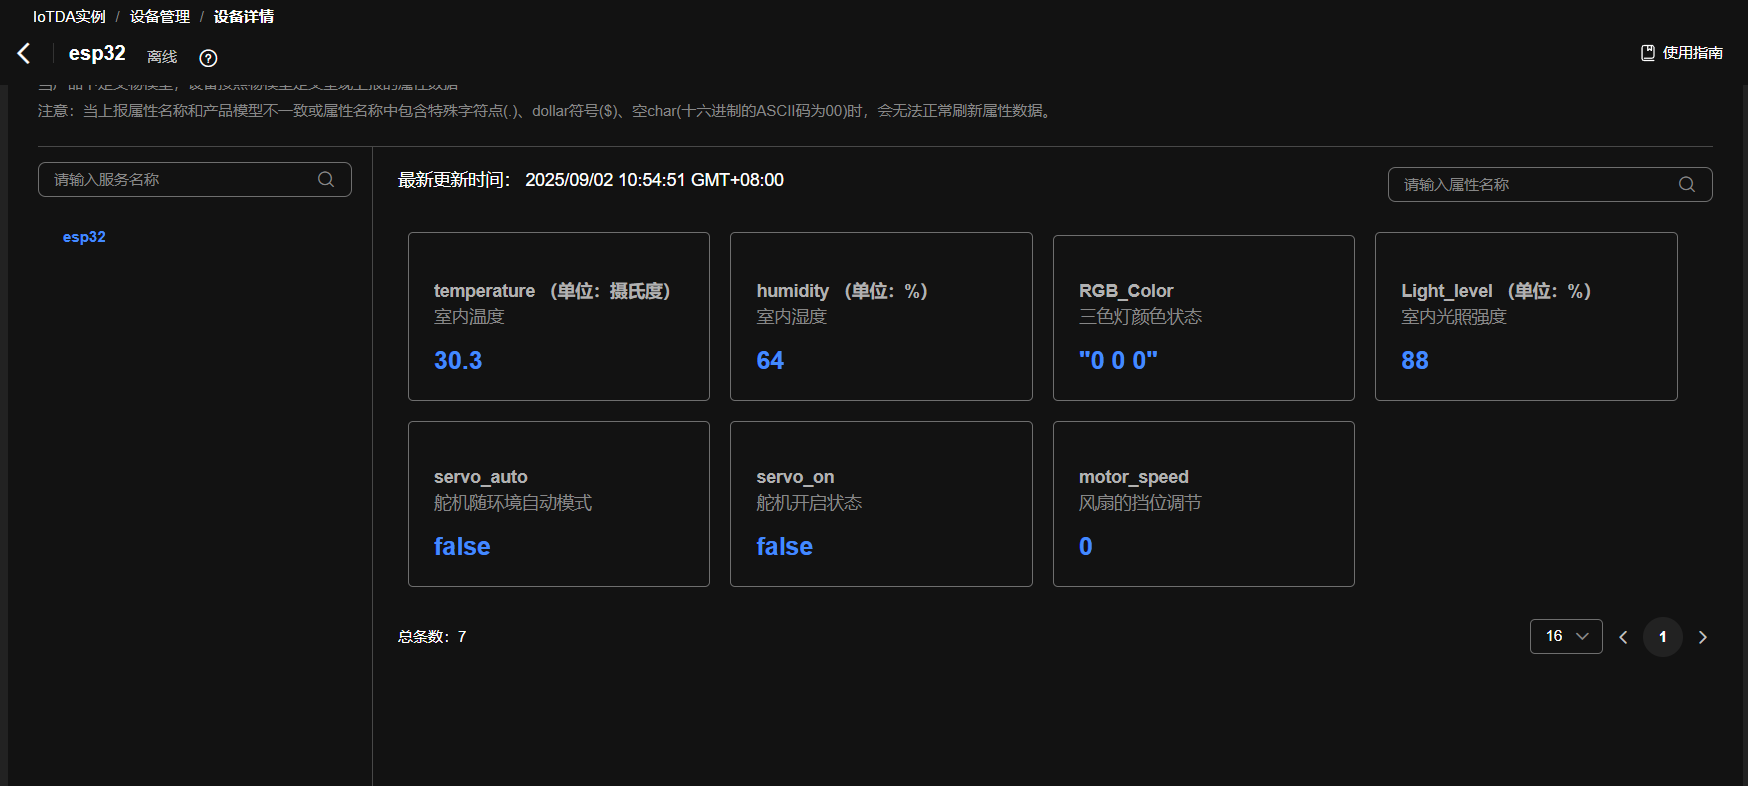 IoTDA实例 / 设备管理 / 设备详情
esp32 离线 ?
使用指南
注意：当上报属性名称和产品模型不一致或属性名称中包含特殊字符点(.)、dollar符号($)、空char(十六进制的ASCII码为00)时，会无法正常刷新属性数据。
请输入服务名称
esp32
最新更新时间： 2025/09/02 10:54:51 GMT+08:00
请输入属性名称
temperature （单位：摄氏度）
室内温度
30.3
humidity （单位：%）
室内湿度
64
RGB_Color
三色灯颜色状态
"0 0 0"
Light_level （单位：%）
室内光照强度
88
servo_auto
舵机随环境自动模式
false
servo_on
舵机开启状态
false
motor_speed
风扇的挡位调节
0
总条数：7
16
1